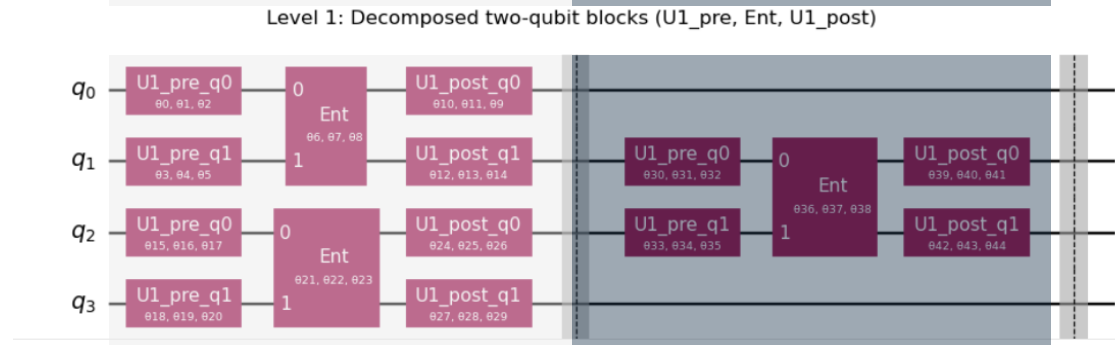 Level 1: Decomposed two-qubit blocks (U1_pre, Ent, U1_post)
q0
U1_pre_q0
θ0, θ1, θ2
0
Ent
θ6, θ7, θ8
1
U1_post_q0
θ10, θ11, θ9
q1
U1_pre_q1
θ3, θ4, θ5
U1_post_q1
θ12, θ13, θ14
U1_pre_q0
θ30, θ31, θ32
0
Ent
θ36, θ37, θ38
1
U1_post_q0
θ39, θ40, θ41
q2
U1_pre_q0
θ15, θ16, θ17
0
Ent
θ21, θ22, θ23
1
U1_post_q0
θ24, θ25, θ26
U1_pre_q1
θ33, θ34, θ35
U1_post_q1
θ42, θ43, θ44
q3
U1_pre_q1
θ18, θ19, θ20
U1_post_q1
θ27, θ28, θ29